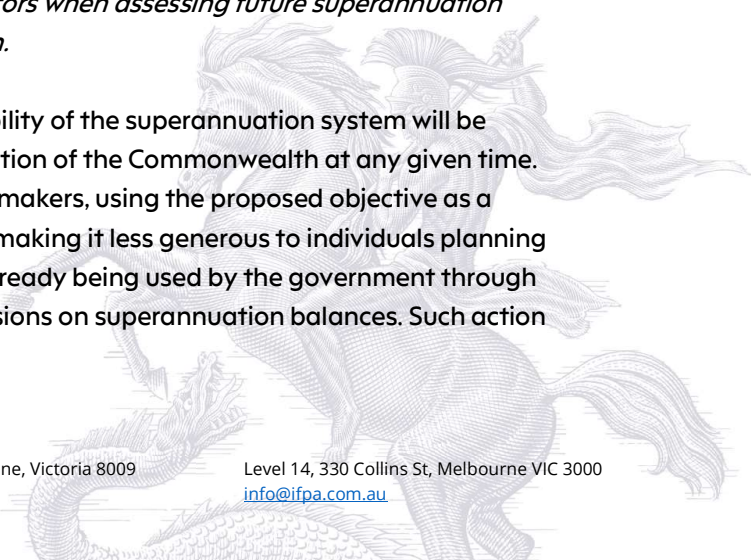 tors when assessing future superannuation
n.
ility of the superannuation system will be
tion of the Commonwealth at any given time.
makers, using the proposed objective as a
making it less generous to individuals planning
ready being used by the government through
sions on superannuation balances. Such action
ne, Victoria 8009
Level 14, 330 Collins St, Melbourne VIC 3000
info@ifpa.com.au